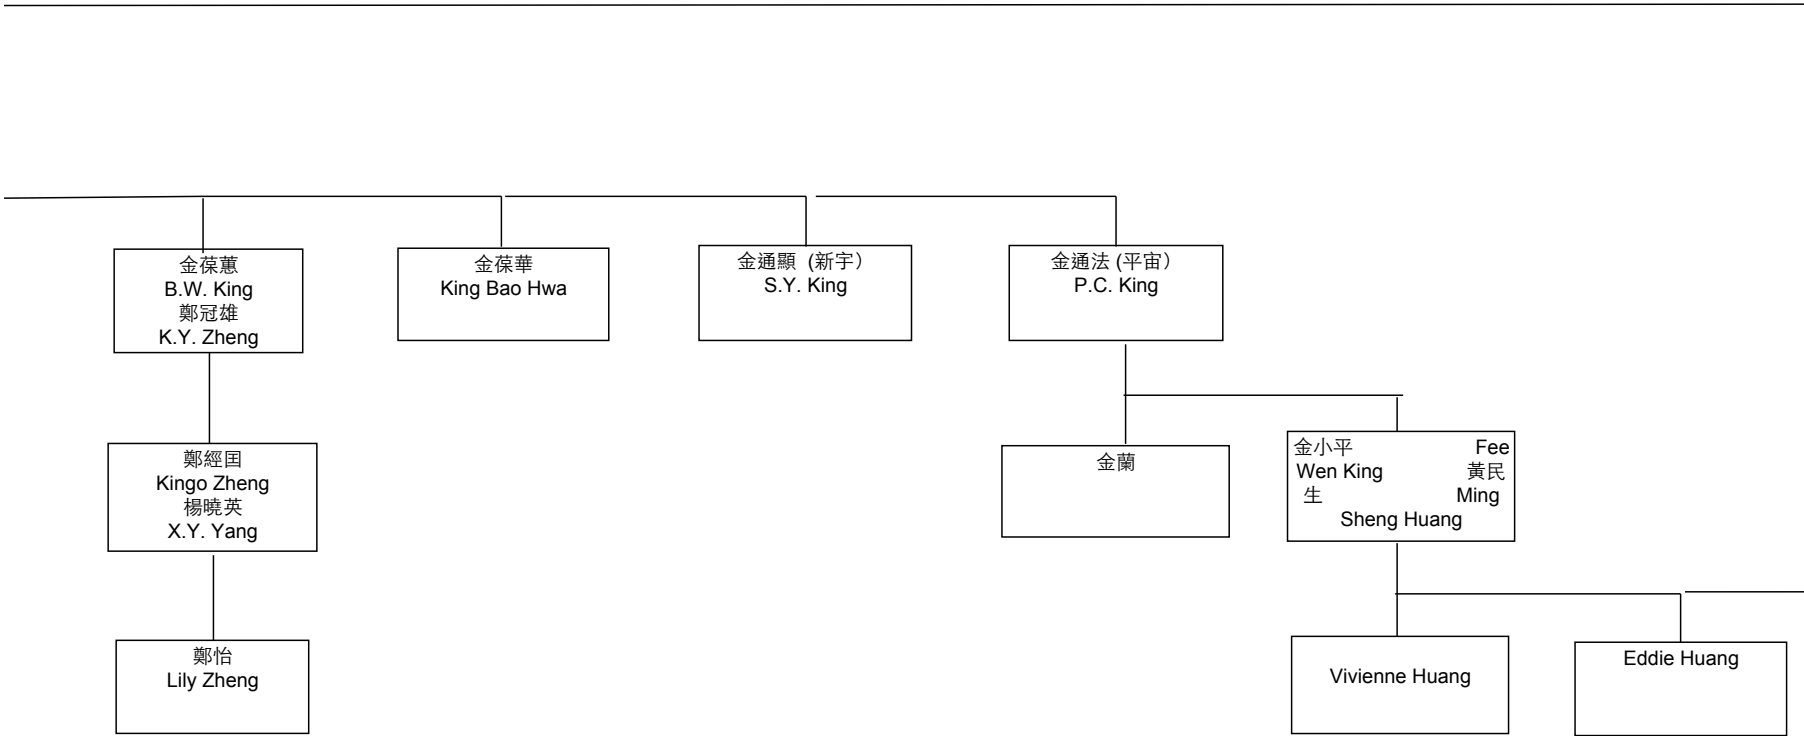 金葆蕙
B.W. King
鄭冠雄
K.Y. Zheng
金葆華
King Bao Hwa
金通顯 (新宇）
S.Y. King
金通法 (平宙）
P.C. King
鄭經国
Kingo Zheng
楊曉英
X.Y. Yang
金蘭
金小平 Fee
Wen King 黃民
生 Ming
Sheng Huang
鄭怡
Lily Zheng
Vivienne Huang
Eddie Huang